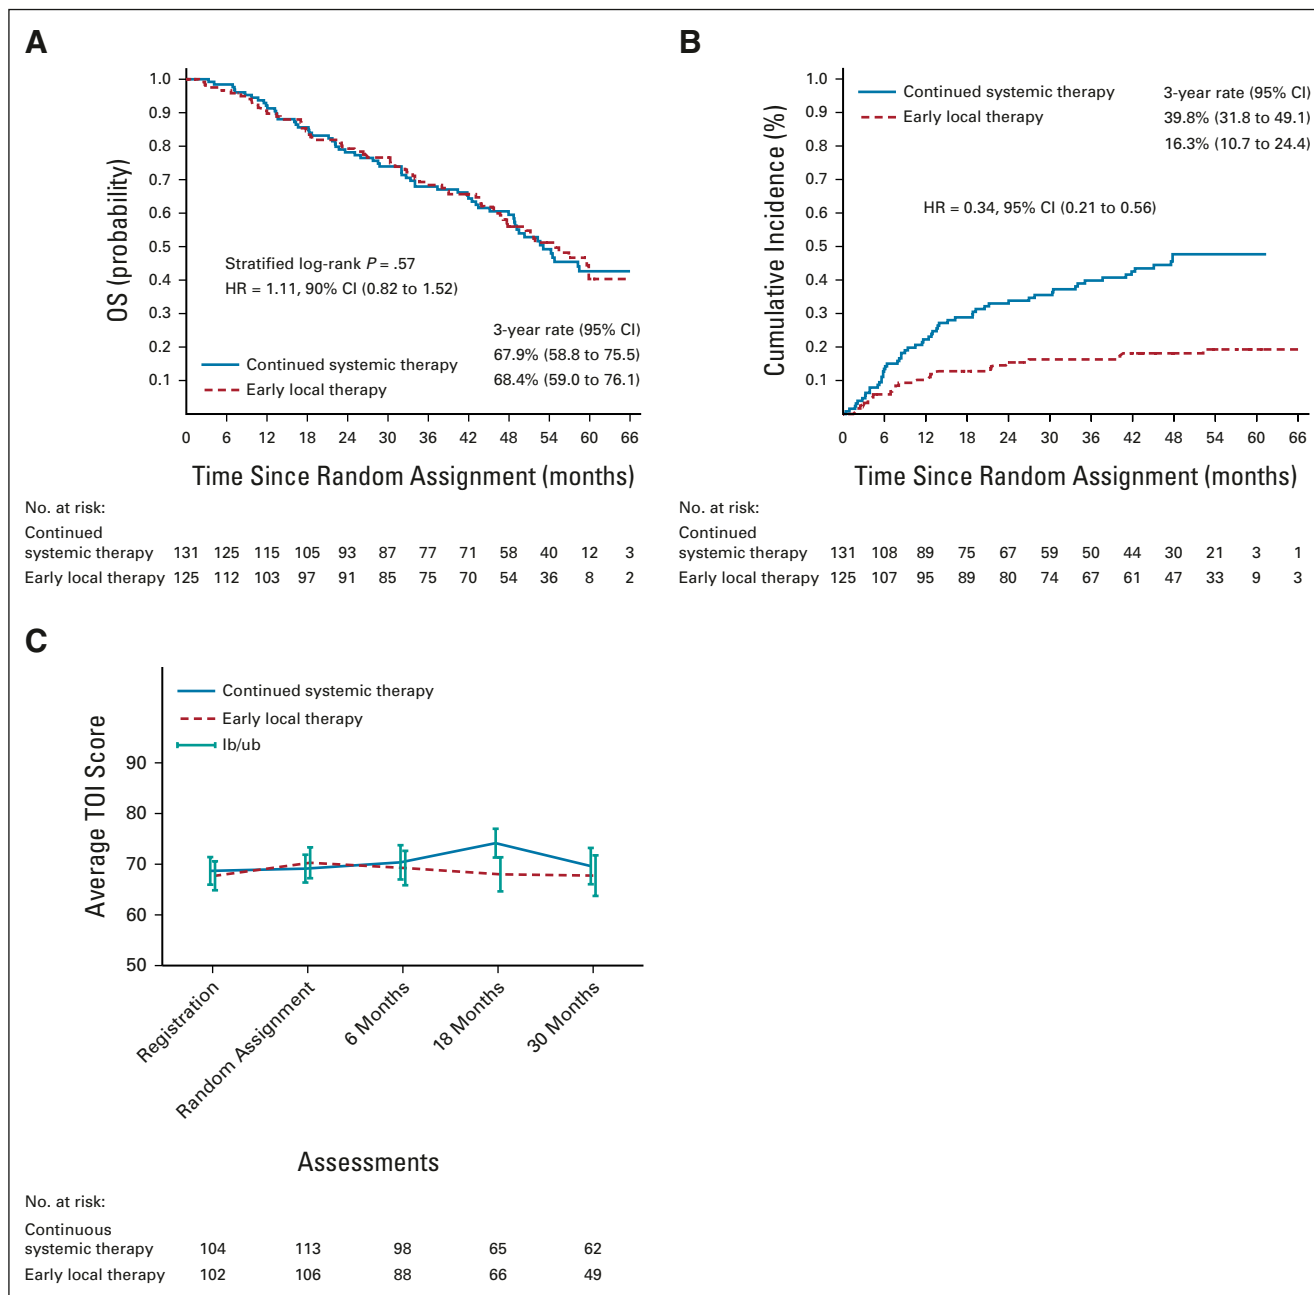 A
OS (probability)
1.0
0.9
0.8
0.7
0.6
0.5
0.4
0.3
0.2
0.1
Stratified log-rank P = .57
HR = 1.11, 90% CI (0.82 to 1.52)
3-year rate (95% CI)
Continued systemic therapy 67.9% (58.8 to 75.5)
Early local therapy 68.4% (59.0 to 76.1)
0 6 12 18 24 30 36 42 48 54 60 66
Time Since Random Assignment (months)
No. at risk:
Continued
systemic therapy 131 125 115 105 93 87 77 71 58 40 12 3
Early local therapy 125 112 103 97 91 85 75 70 54 36 8 2
B
Cumulative Incidence (%)
1.0
0.9
0.8
0.7
0.6
0.5
0.4
0.3
0.2
0.1
3-year rate (95% CI)
Continued systemic therapy 39.8% (31.8 to 49.1)
Early local therapy 16.3% (10.7 to 24.4)
HR = 0.34, 95% CI (0.21 to 0.56)
0 6 12 18 24 30 36 42 48 54 60 66
Time Since Random Assignment (months)
No. at risk:
Continued
systemic therapy 131 108 89 75 67 59 50 44 30 21 3 1
Early local therapy 125 107 95 89 80 74 67 61 47 33 9 3
C
Average TOI Score
Continued systemic therapy
Early local therapy
lb/ub
90
80
70
60
50
Registration
Random Assignment
6 Months
18 Months
30 Months
Assessments
No. at risk:
Continuous
systemic therapy 104 113 98 65 62
Early local therapy 102 106 88 66 49